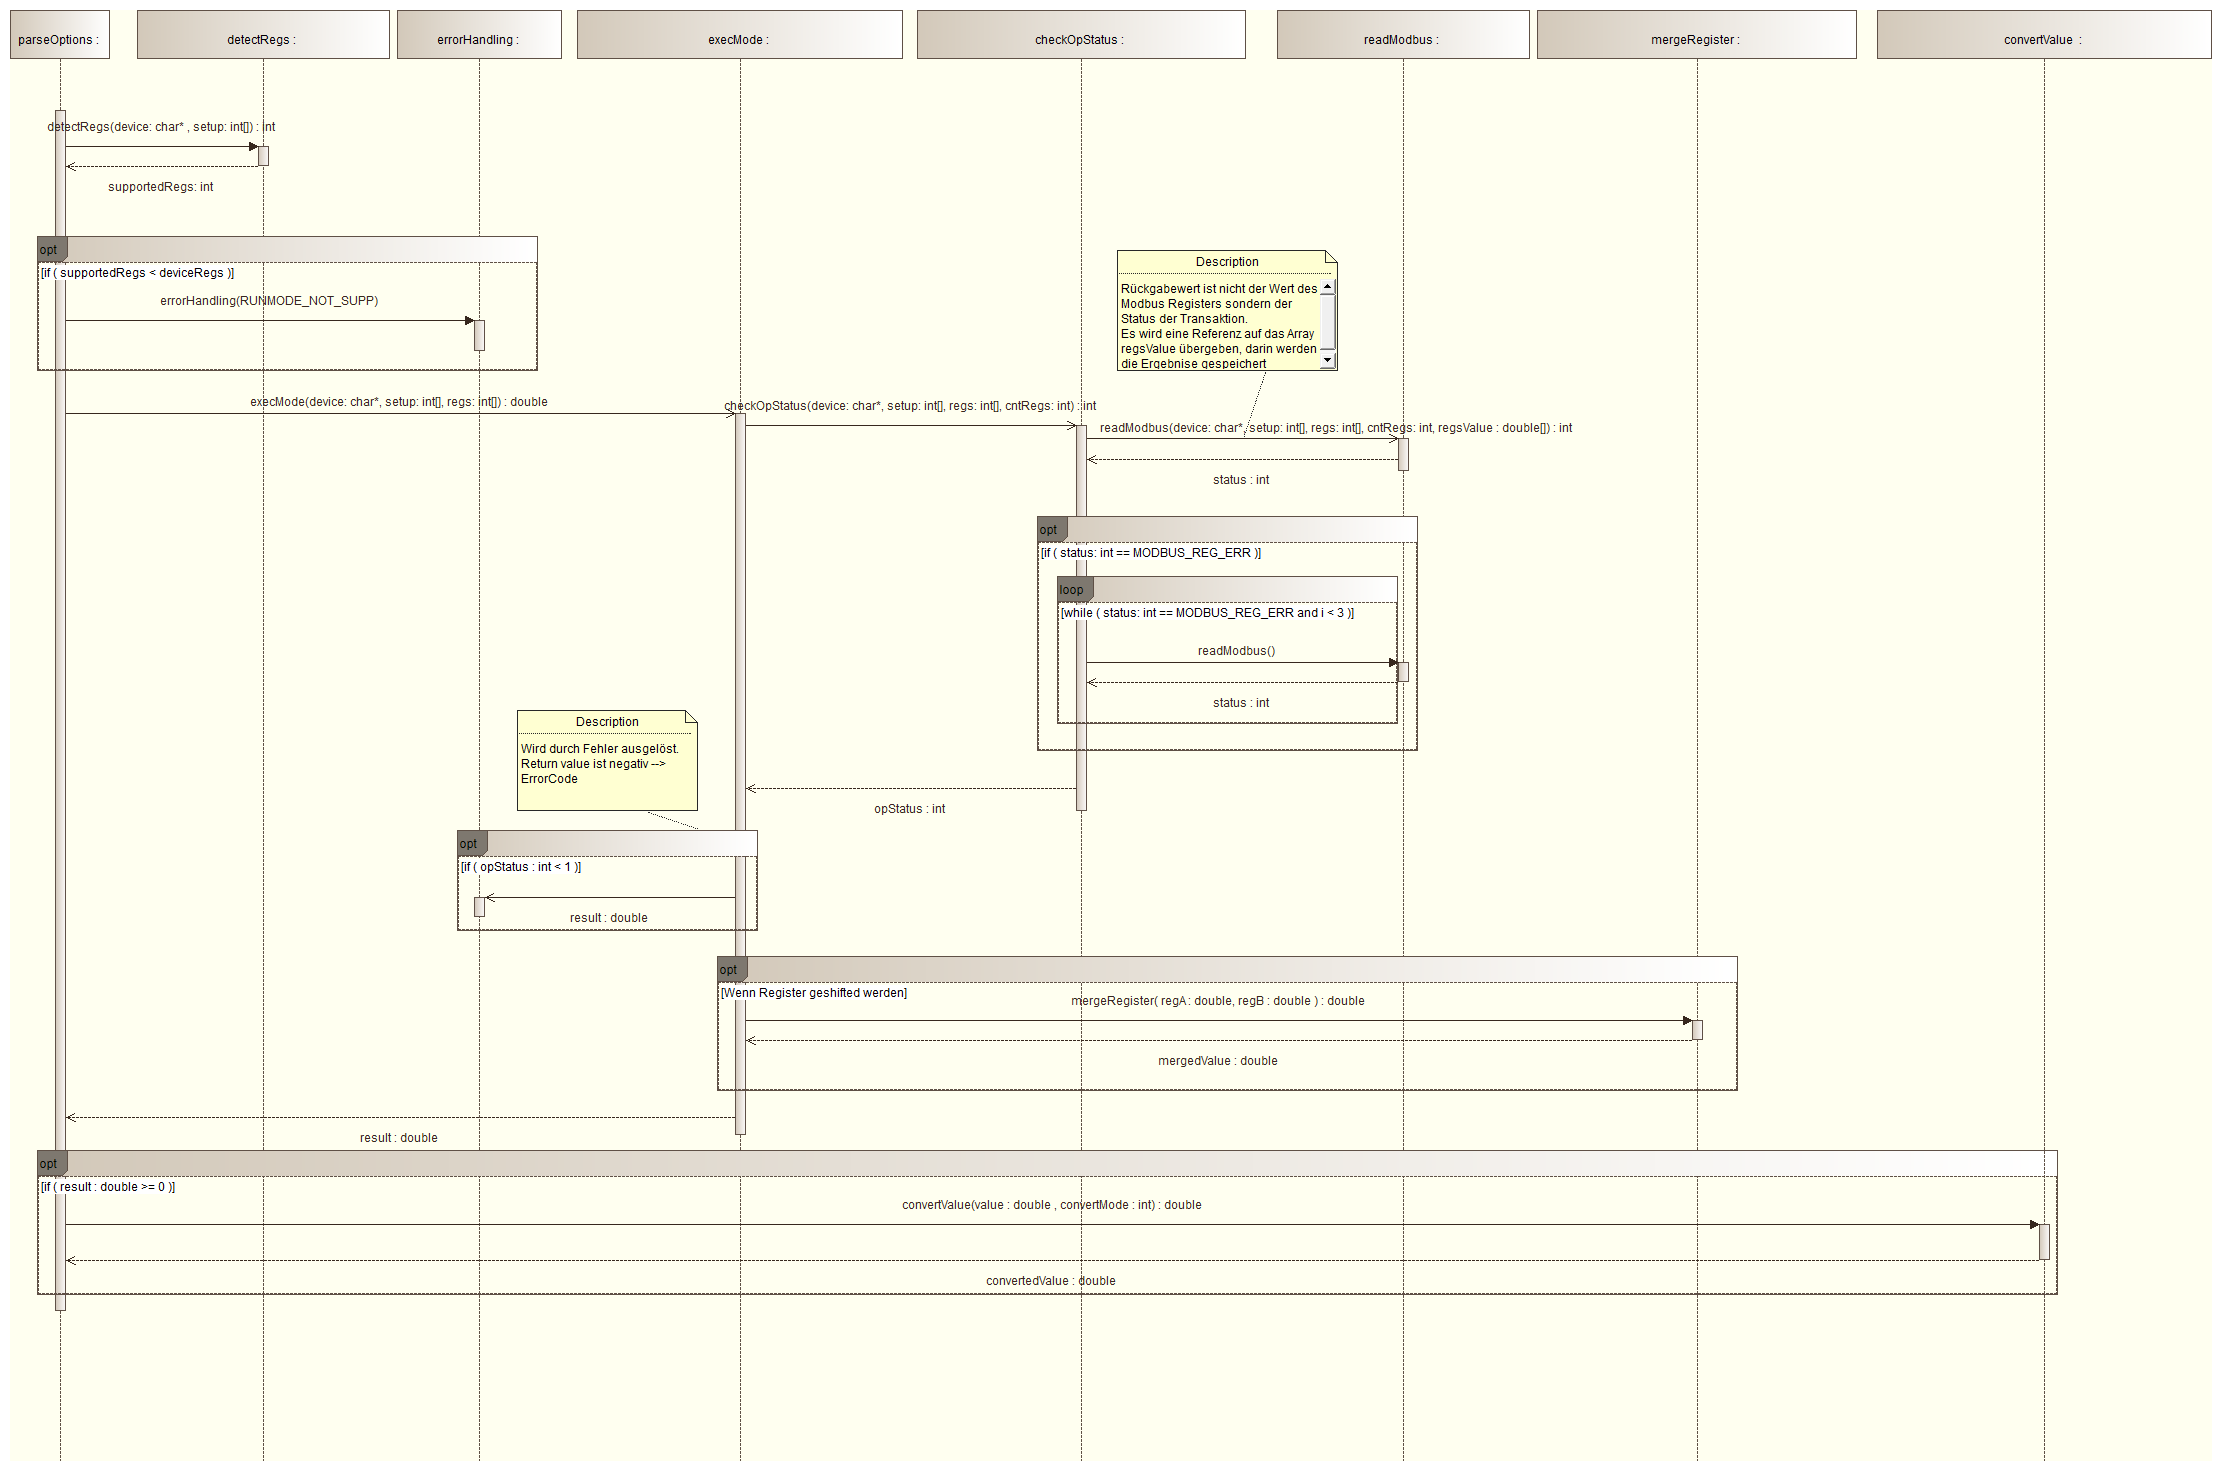 parseOptions :
detectRegs :
errorHandling :
execMode :
checkOpStatus :
readModbus :
mergeRegister :
convertValue :
detectRegs(device: char* , setup: int[]) : int
supportedRegs: int
opt
[if ( supportedRegs < deviceRegs )]
errorHandling(RUNMODE_NOT_SUPP)
Description
Rückgabewert ist nicht der Wert des
Modbus Registers sondern der
Status der Transaktion.
Es wird eine Referenz auf das Array
regsValue übergeben, darin werden
die Ergebnise gespeichert
execMode(device: char*, setup: int[], regs: int[]) : double
checkOpStatus(device: char*, setup: int[], regs: int[], cntRegs: int) : int
readModbus(device: char*, setup: int[], regs: int[], cntRegs: int, regsValue : double[]) : int
status : int
opt
[if ( status: int == MODBUS_REG_ERR )]
loop
[while ( status: int == MODBUS_REG_ERR and i < 3 )]
readModbus()
status : int
Description
Wird durch Fehler ausgelöst.
Return value ist negativ -->
ErrorCode
opStatus : int
opt
[if ( opStatus : int < 1 )]
result : double
opt
[Wenn Register geshifted werden]
mergeRegister( regA : double, regB : double ) : double
mergedValue : double
result : double
opt
[if ( result : double >= 0 )]
convertValue(value : double , convertMode : int) : double
convertedValue : double